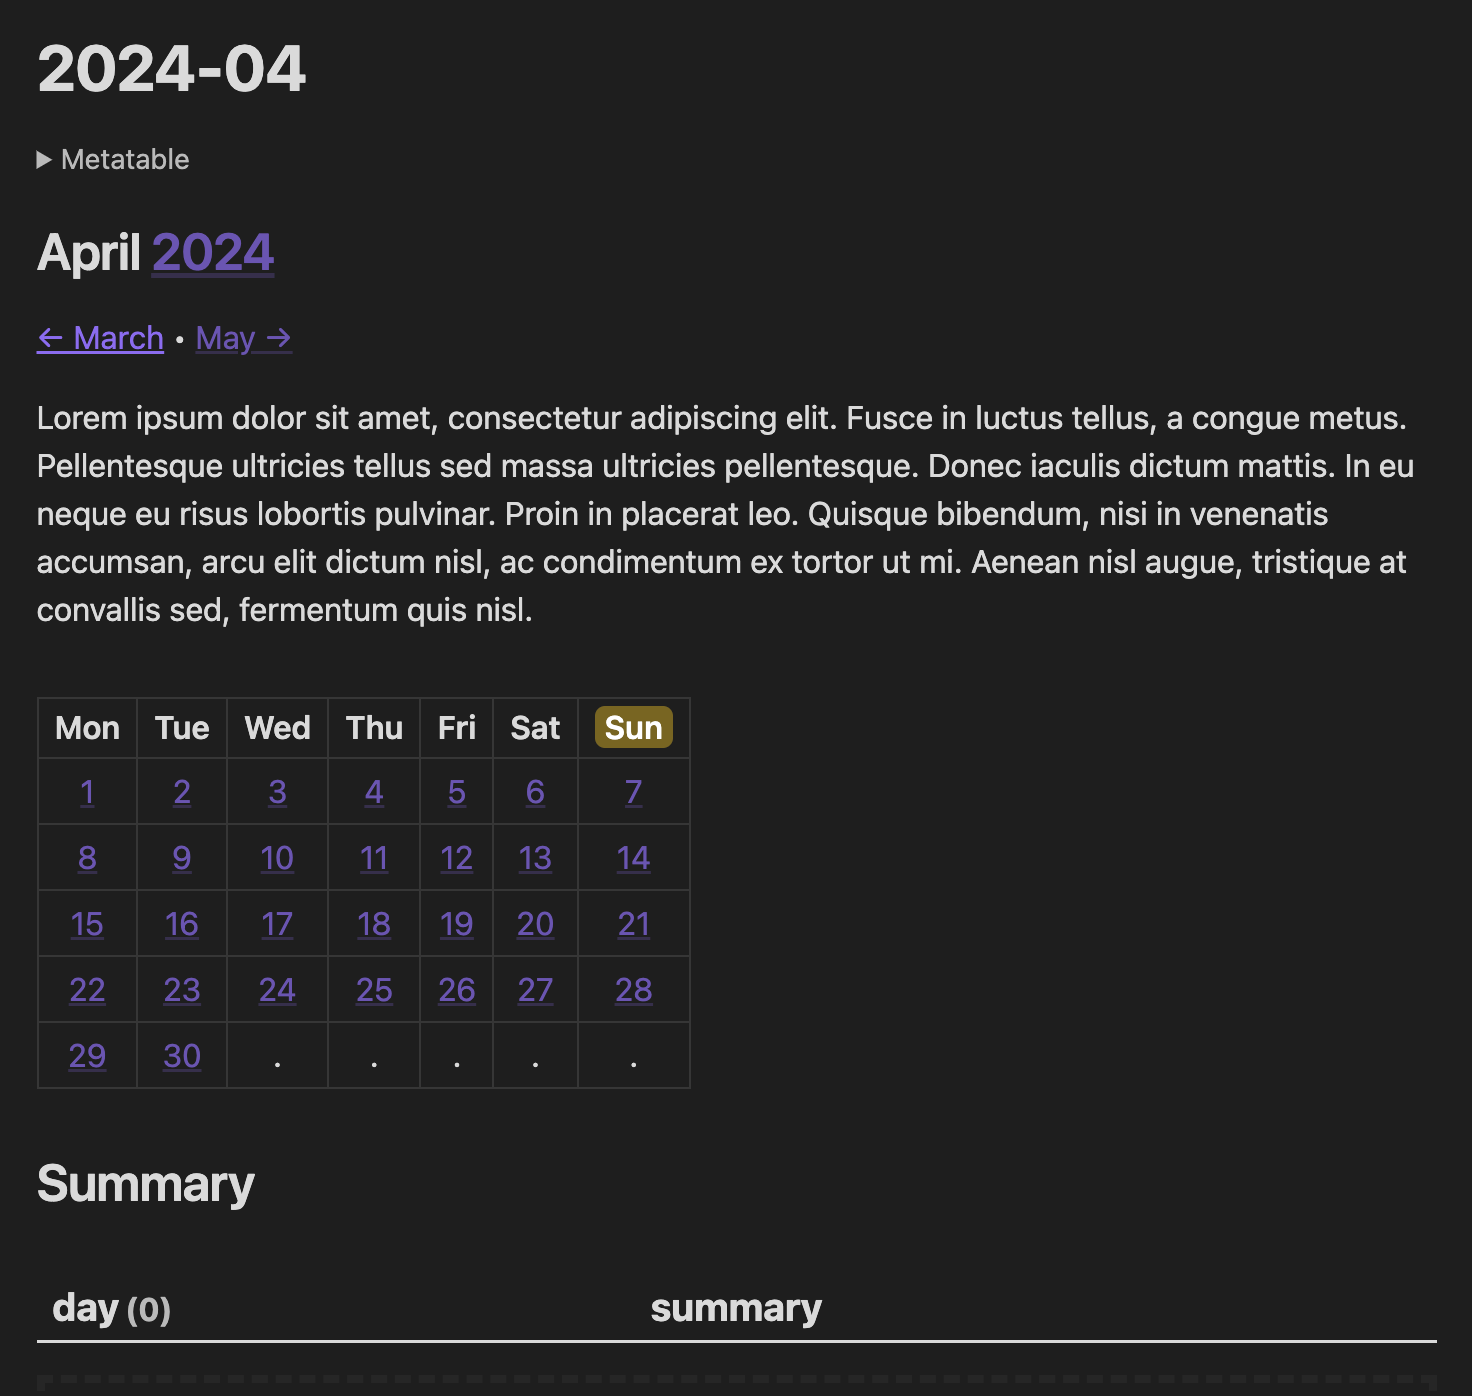 2024-04
▶ Metatable
April 2024
← March • May →
Lorem ipsum dolor sit amet, consectetur adipiscing elit. Fusce in luctus tellus, a congue metus.
Pellentesque ultricies tellus sed massa ultricies pellentesque. Donec iaculis dictum mattis. In eu
neque eu risus lobortis pulvinar. Proin in placerat leo. Quisque bibendum, nisi in venenatis
accumsan, arcu elit dictum nisl, ac condimentum ex tortor ut mi. Aenean nisl augue, tristique at
convallis sed, fermentum quis nisl.
Mon Tue Wed Thu Fri Sat Sun
1 2 3 4 5 6 7
8 9 10 11 12 13 14
15 16 17 18 19 20 21
22 23 24 25 26 27 28
29 30 . . . . .
Summary
day (0) summary